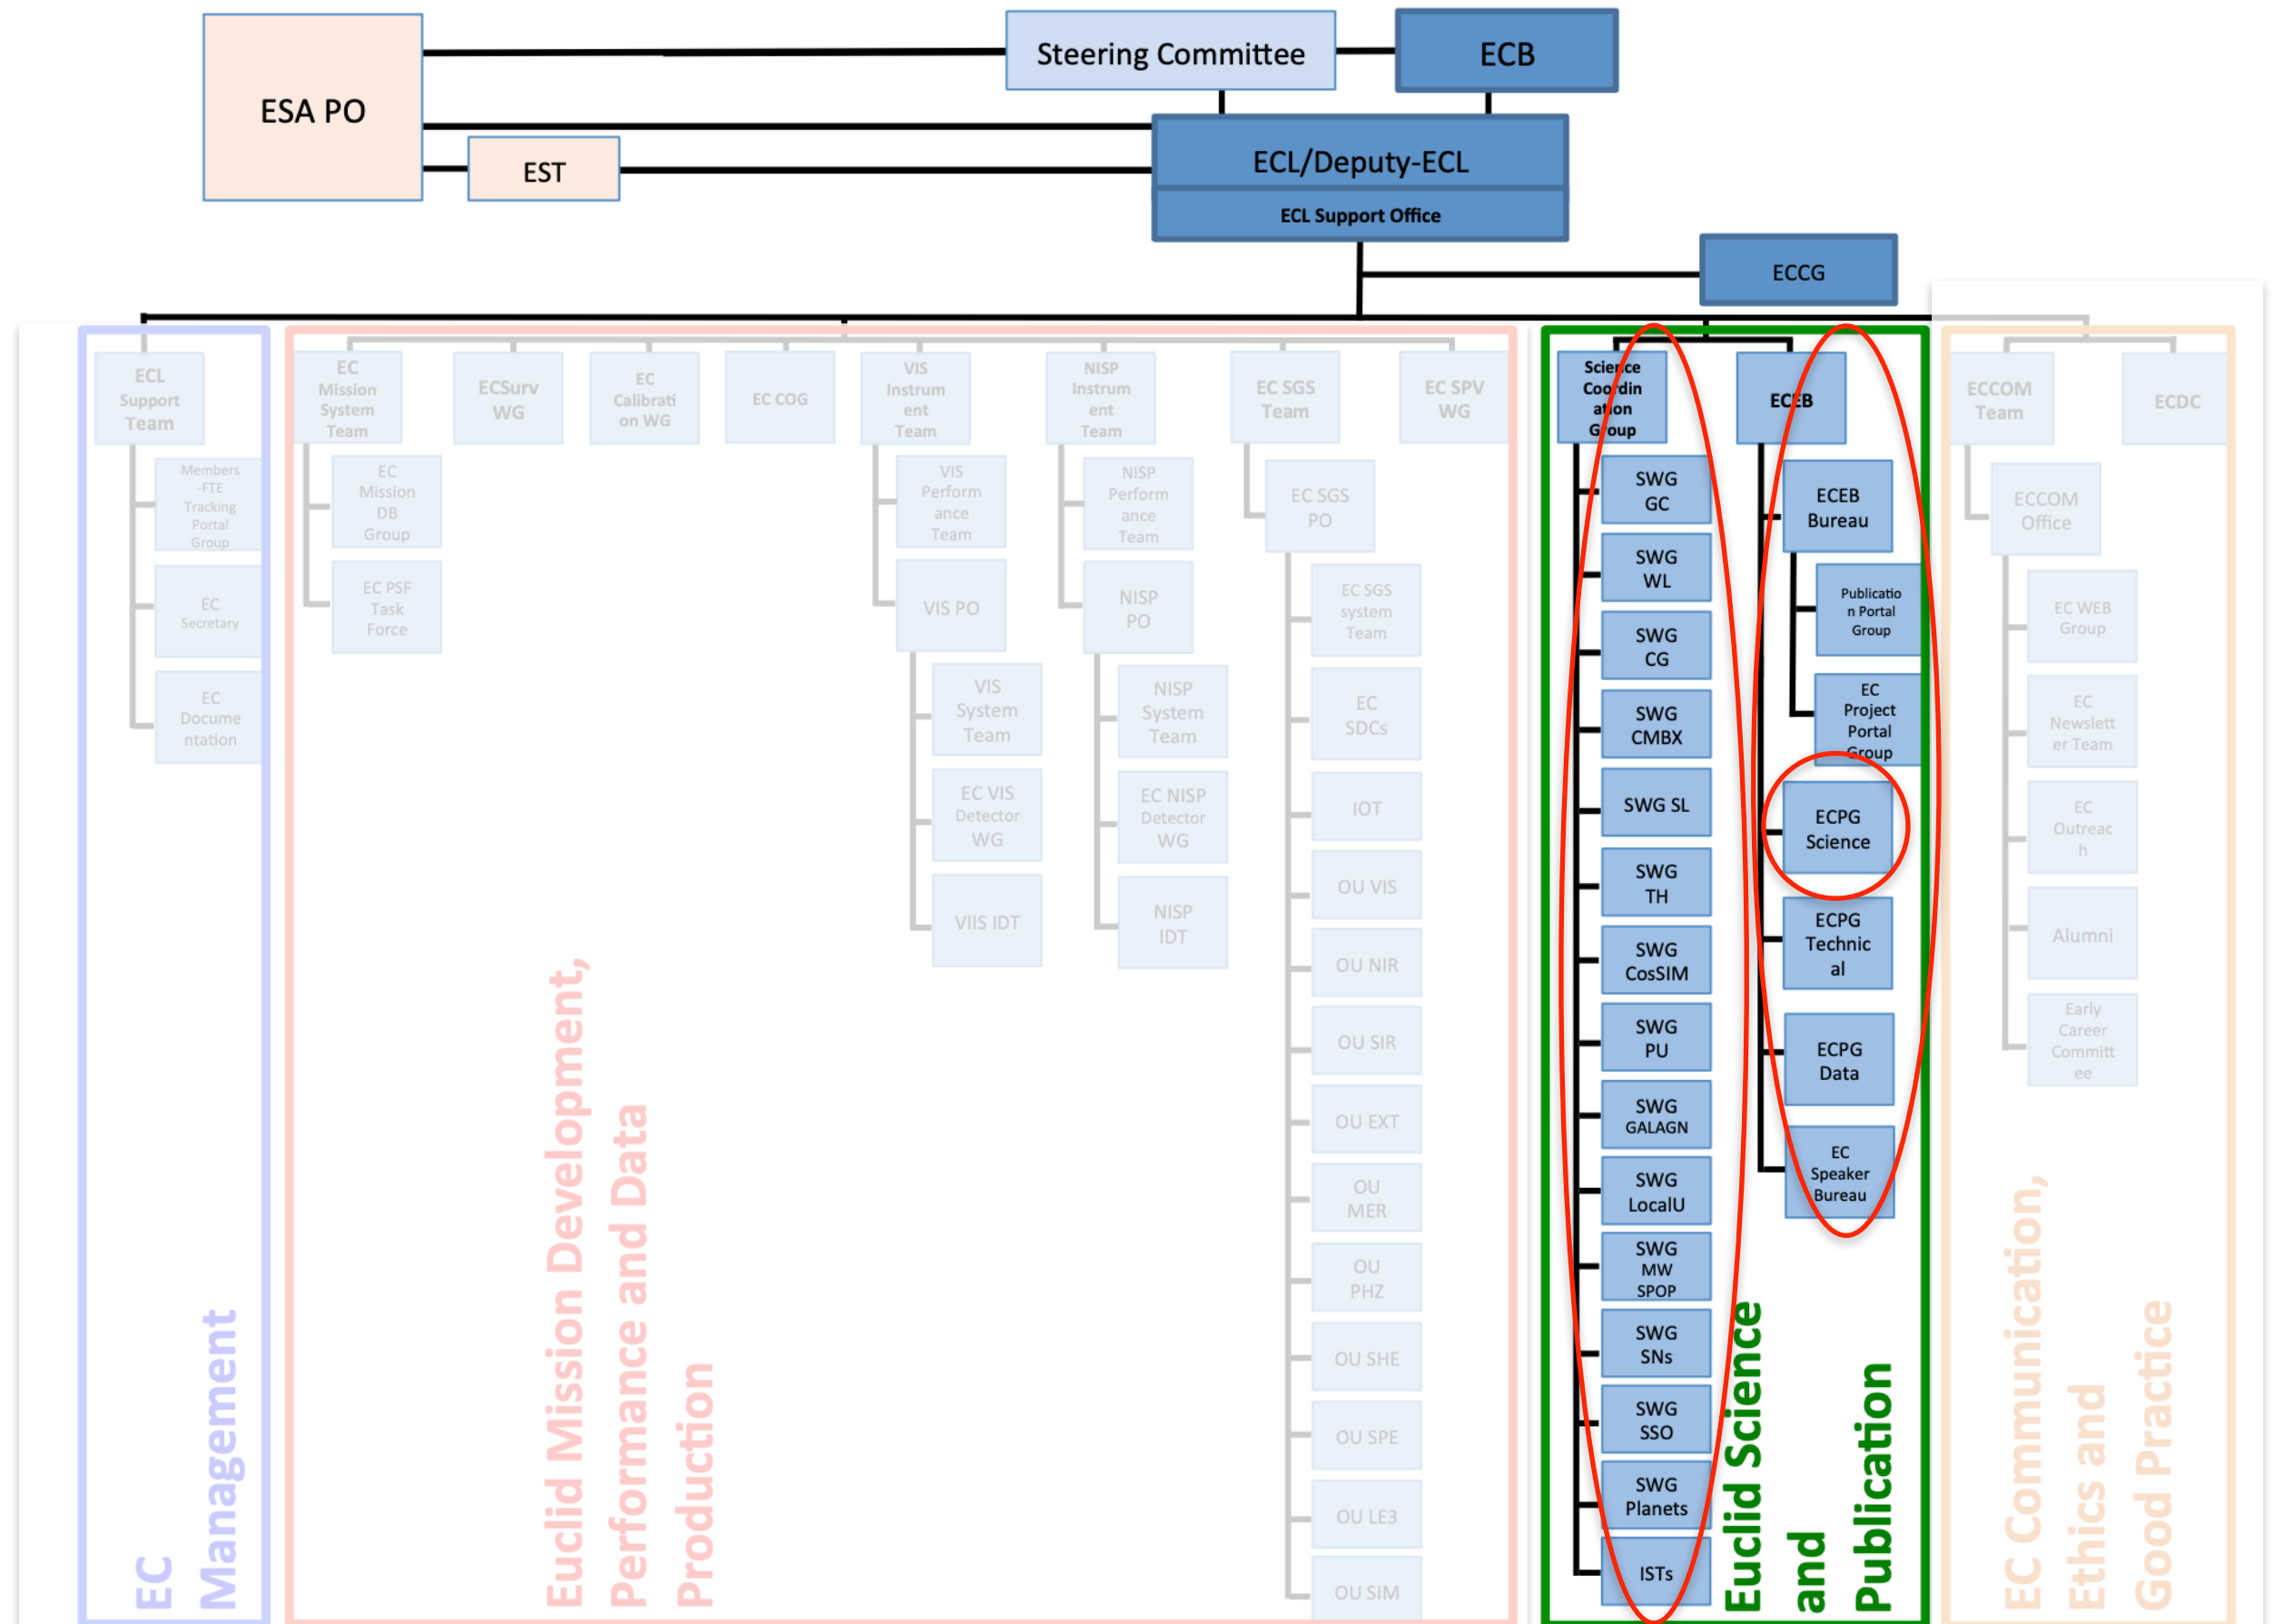 Steering Committee
ECB
ESA PO
EST
ECL/Deputy-ECL
ECL Support Office
ECCG
ECL
Support
Team
Members
-FTE
Tracking
Portal
Group
EC
Secretary
EC
Docume
ntation
EC
Management
EC
Mission
System
Team
EC
Mission
DB
Group
EC PSF
Task
Force
ECSurv
WG
EC
Calibrati
on WG
EC COG
VIS
Instrum
ent
Team
VIS
Perform
ance
Team
VIS PO
VIS
System
Team
EC VIS
Detector
WG
VIIS IDT
NISP
Instrum
ent
Team
NISP
Perform
ance
Team
NISP
PO
NISP
System
Team
EC NISP
Detector
WG
NISP
IDT
EC SGS
Team
EC SGS
PO
EC SGS
system
Team
EC
SDCs
IOT
OU VIS
OU NIR
OU SIR
OU EXT
OU
MER
OU
PHZ
OU SHE
OU SPE
OU LE3
OU SIM
EC SPV
WG
Euclid Mission Development,
Performance and Data
Production
Science
Coordin
ation
Group
SWG
GC
SWG
WL
SWG
CG
SWG
CMBX
SWG SL
SWG
TH
SWG
CosSIM
SWG
PU
SWG
GALAGN
SWG
LocalU
SWG
MW
SPOP
SWG
SNs
SWG
SSO
SWG
Planets
ISTs
ECEB
ECEB
Bureau
Publicatio
n Portal
Group
EC
Project
Portal
Group
ECPG
Science
ECPG
Technic
al
ECPG
Data
EC
Speaker
Bureau
Euclid Science
and
Publication
ECCOM
Team
ECCOM
Office
EC WEB
Group
EC
Newslett
er Team
EC
Outreac
h
Alumni
Early
Career
Committ
ee
ECDC
EC Communication,
Ethics and
Good Practice